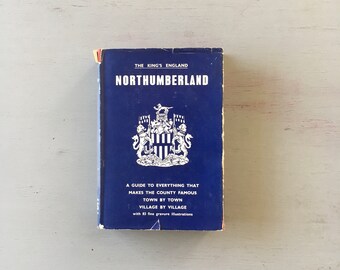 THE KING'S ENGLAND
NORTHUMBERLAND
A GUIDE TO EVERYTHING THAT
MAKES THE COUNTY FAMOUS
TOWN BY TOWN
VILLAGE BY VILLAGE
with 83 fine gravure illustrations